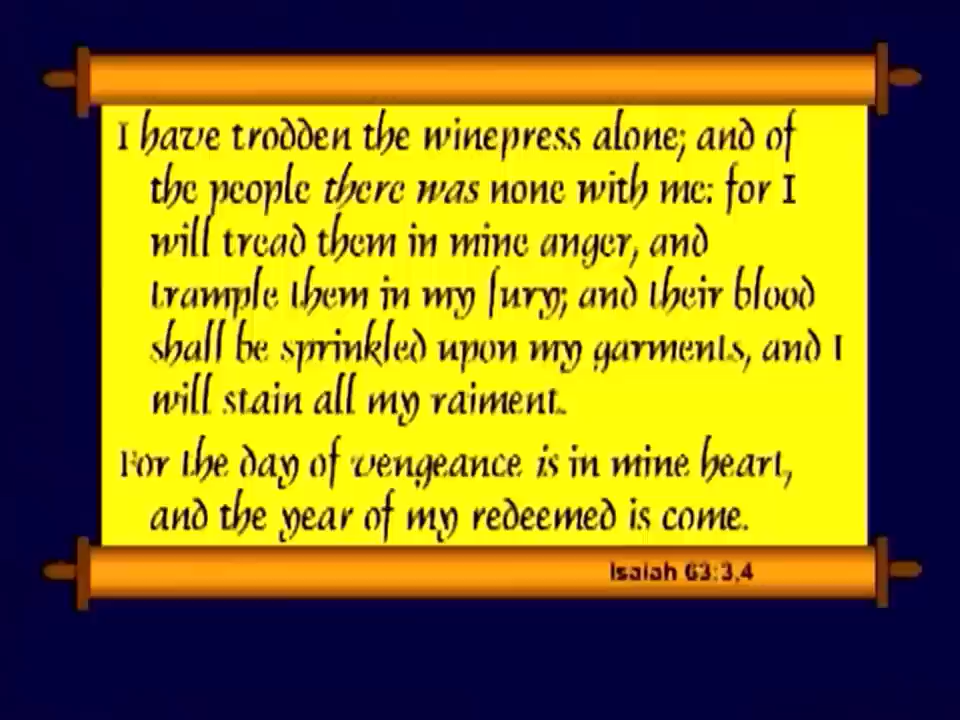 I have trodden the winepress alone; and of
the people there was none with me: for I
will tread them in mine anger, and
trample them in my fury; and their blood
shall be sprinkled upon my garments, and I
will stain all my raiment.
For the day of vengeance is in mine heart,
and the year of my redeemed is come.
Isaiah 63:3,4